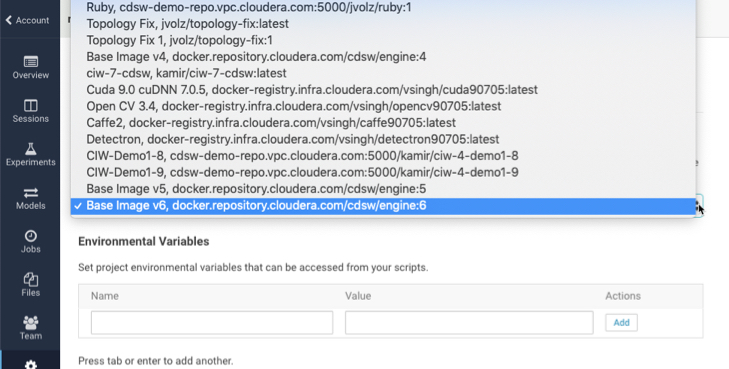 Account
Overview
Sessions
Experiments
Models
Jobs
Files
Team
Ruby, cdsw-demo-repo.vpc.cloudera.com:5000/jvolz/ruby:1
Topology Fix, jvolz/topology-fix:latest
Topology Fix 1, jvolz/topology-fix:1
Base Image v4, docker.repository.cloudera.com/cdsw/engine:4
ciw-7-cdsw, kamir/ciw-7-cdsw:latest
Cuda 9.0 cuDNN 7.0.5, docker-registry.infra.cloudera.com/vsingh/cuda90705:latest
Open CV 3.4, docker-registry.infra.cloudera.com/vsingh/opencv90705:latest
Caffe2, docker-registry.infra.cloudera.com/vsingh/caffe90705:latest
Detectron, docker-registry.infra.cloudera.com/vsingh/detectron90705:latest
CIW-Demo1-8, cdsw-demo-repo.vpc.cloudera.com:5000/kamir/ciw-4-demo1-8
CIW-Demo1-9, cdsw-demo-repo.vpc.cloudera.com:5000/kamir/ciw-4-demo1-9
Base Image v5, docker.repository.cloudera.com/cdsw/engine:5
Base Image v6, docker.repository.cloudera.com/cdsw/engine:6
Environmental Variables
Set project environmental variables that can be accessed from your scripts.
Name Value Actions
Add
Press tab or enter to add another.